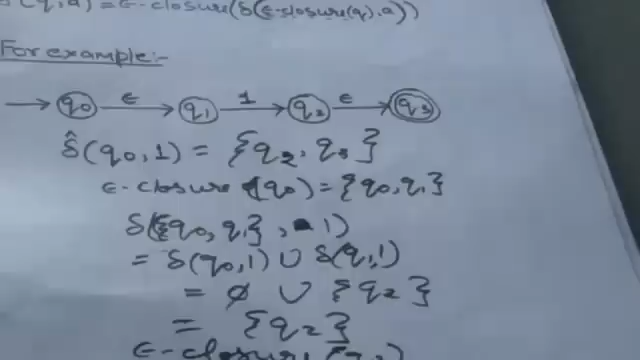 (q,a) = ε-closure(δ(ε-closure(q),a))
For example:-
→ q0 —ε→ q1 —1→ q2 —ε→ q3
δ̂(q0,1) = {q2, q3}
ε-closure(q0) = {q0, q1}
δ({q0, q1}, 1)
= δ(q0,1) ∪ δ(q1,1)
= ∅ ∪ {q2}
= {q2}
ε-closure